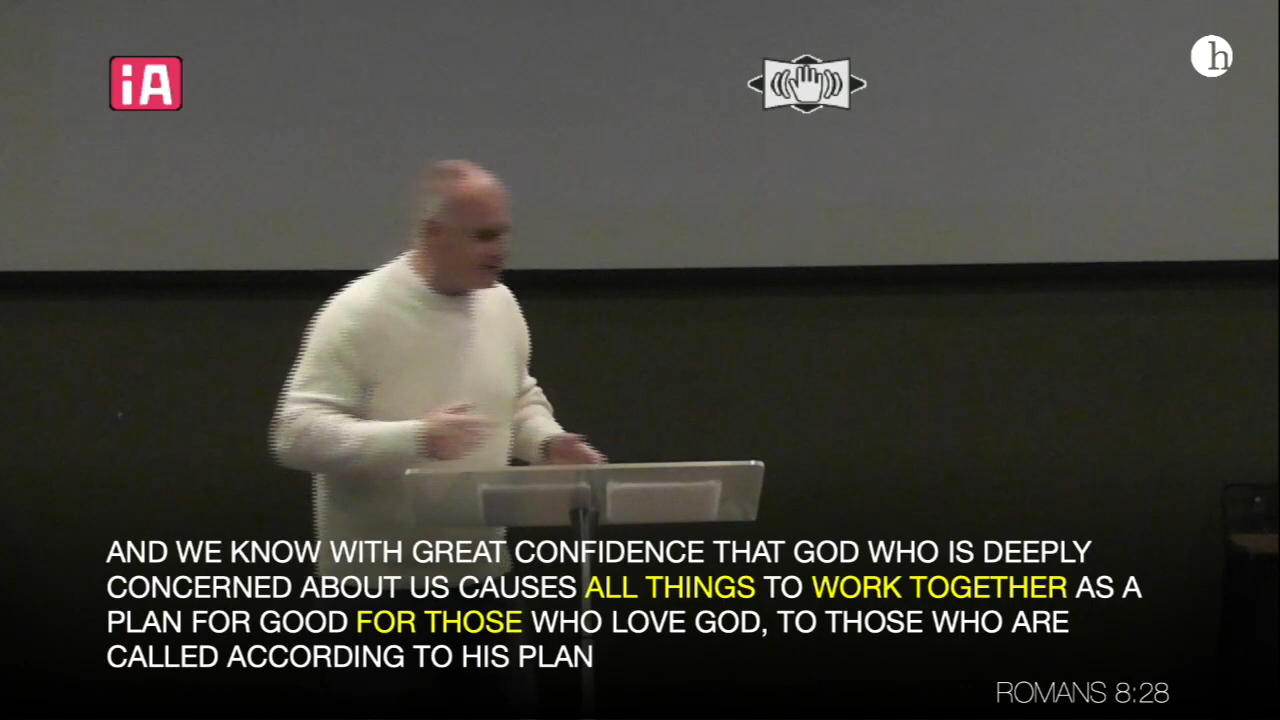 iA
h
AND WE KNOW WITH GREAT CONFIDENCE THAT GOD WHO IS DEEPLY
CONCERNED ABOUT US CAUSES ALL THINGS TO WORK TOGETHER AS A
PLAN FOR GOOD FOR THOSE WHO LOVE GOD, TO THOSE WHO ARE
CALLED ACCORDING TO HIS PLAN
ROMANS 8:28